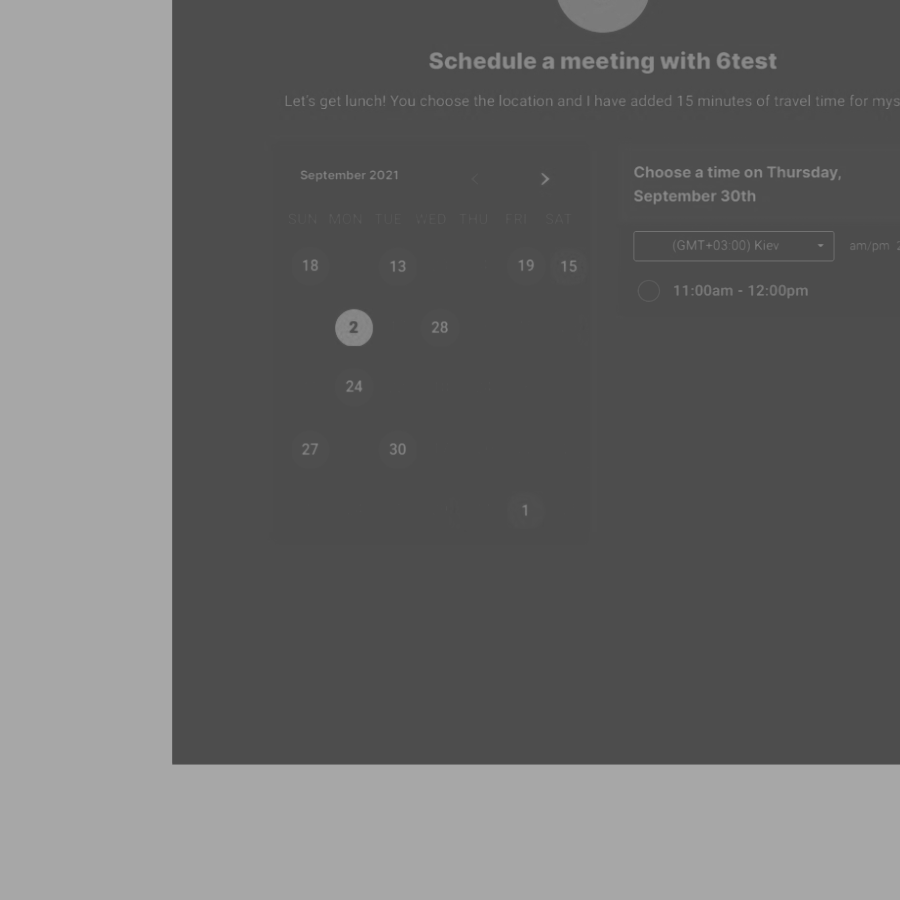 Schedule a meeting with 6test
Let's get lunch! You choose the location and I have added 15 minutes of travel time for
September 2021
SUN MON TUE WED THU FRI SAT
18 13 19 15
2 28
24
27 30
1
Choose a time on Thursday,
September 30th
(GMT+03:00) Kiev
am/pm
11:00am - 12:00pm